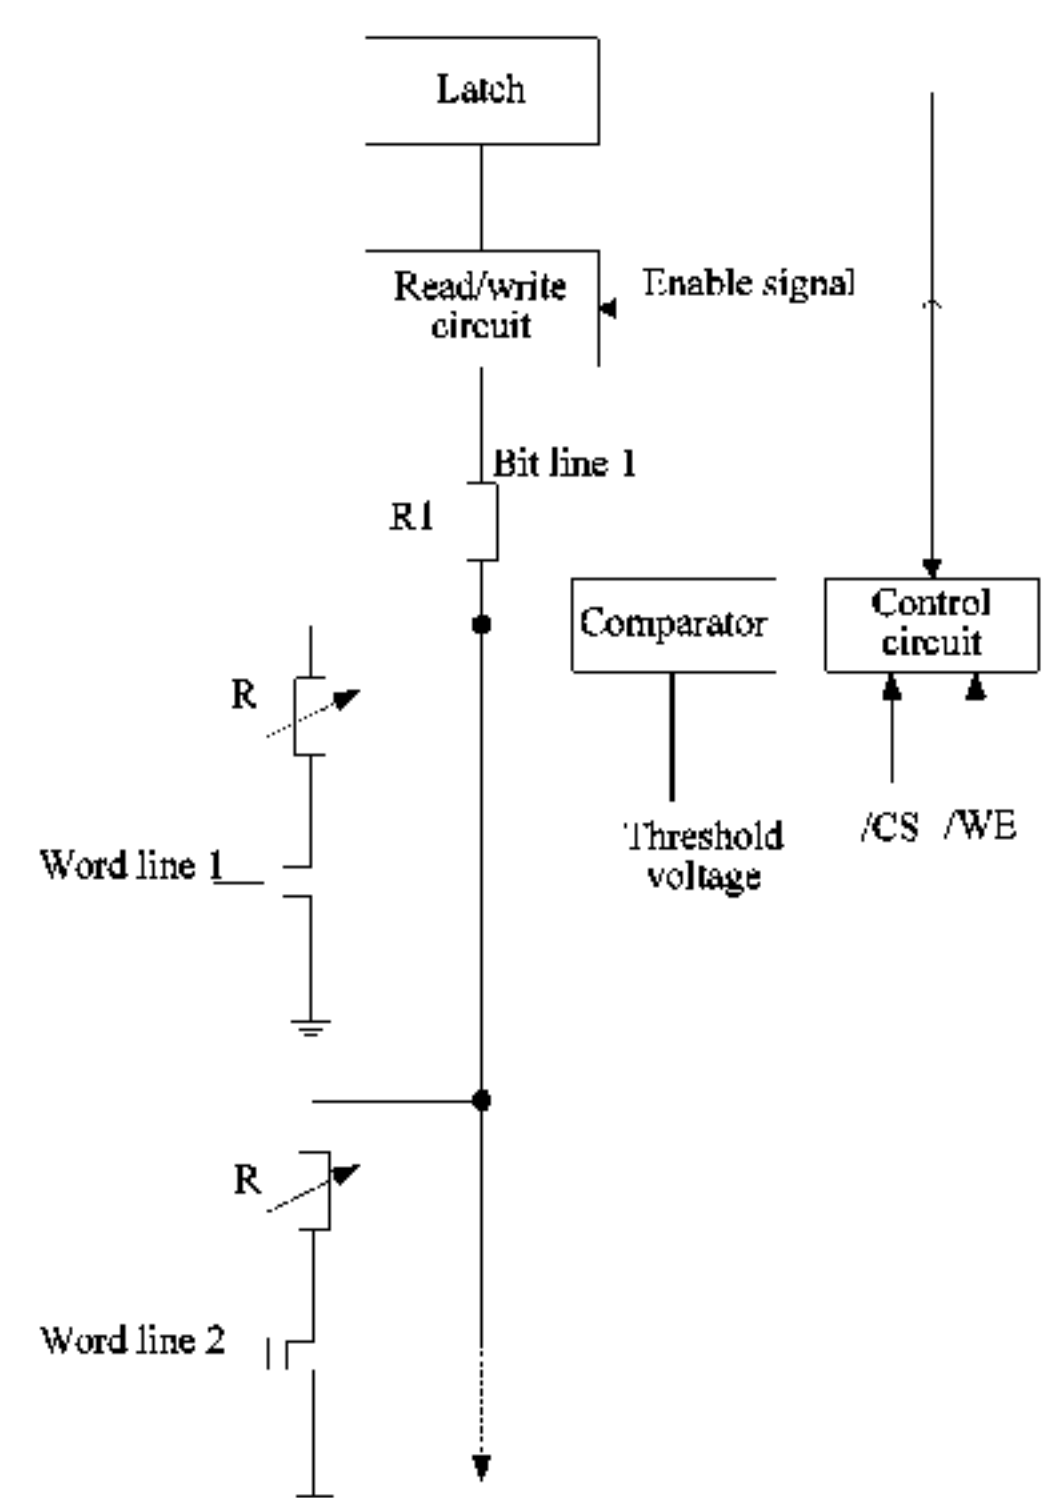 Latch
Read/write
circuit
Enable signal
Bit line 1
R1
Comparator
Control
circuit
R
Threshold
voltage
/CS
/WE
Word line 1
R
Word line 2